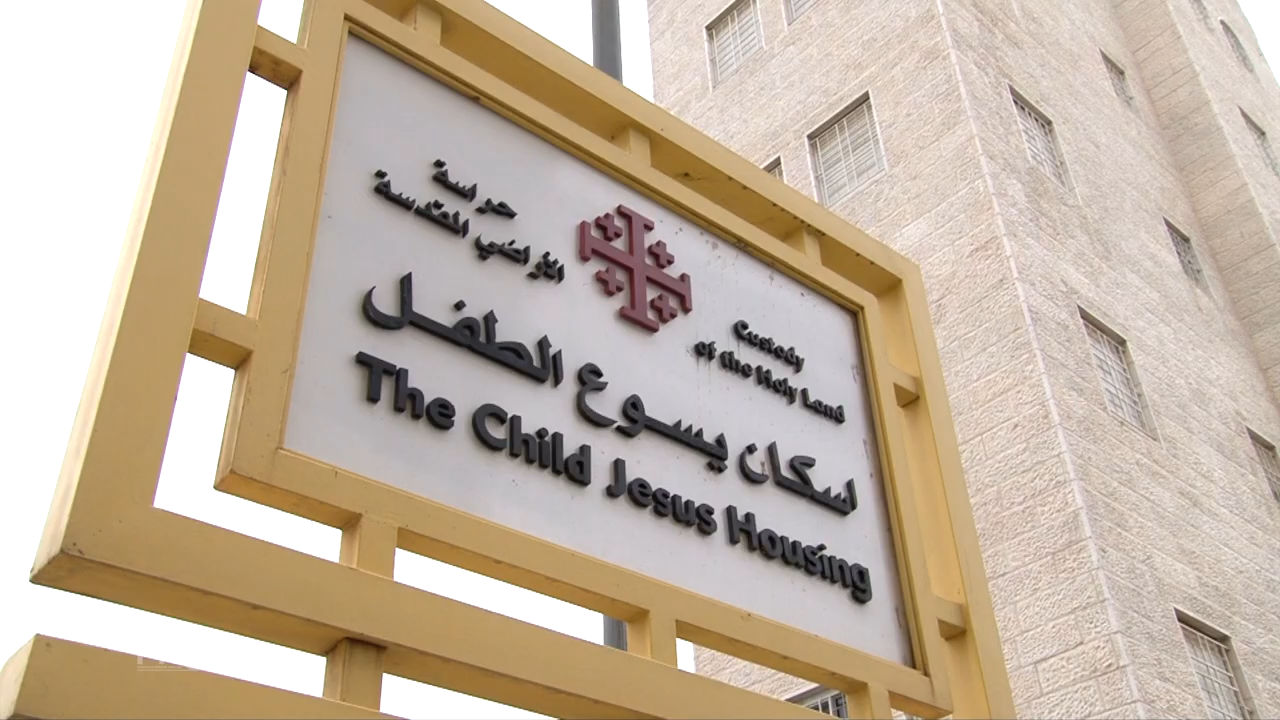 حراسة
الأراضي المقدسة
Custody
of the Holy Land
اسكان يسوع الطفل
The Child Jesus Housing